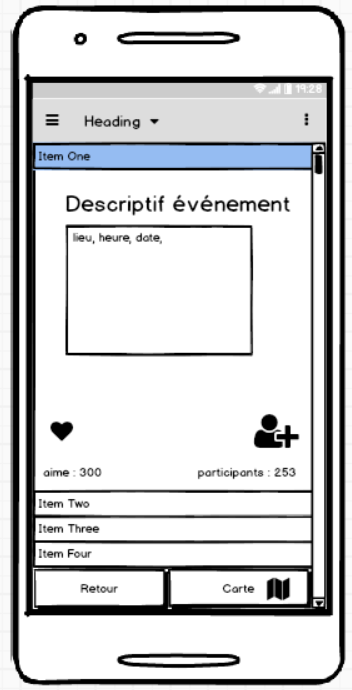 19:28
Heading
Item One
Descriptif événement
lieu, heure, date,
aime : 300
participants : 253
Item Two
Item Three
Item Four
Retour
Carte